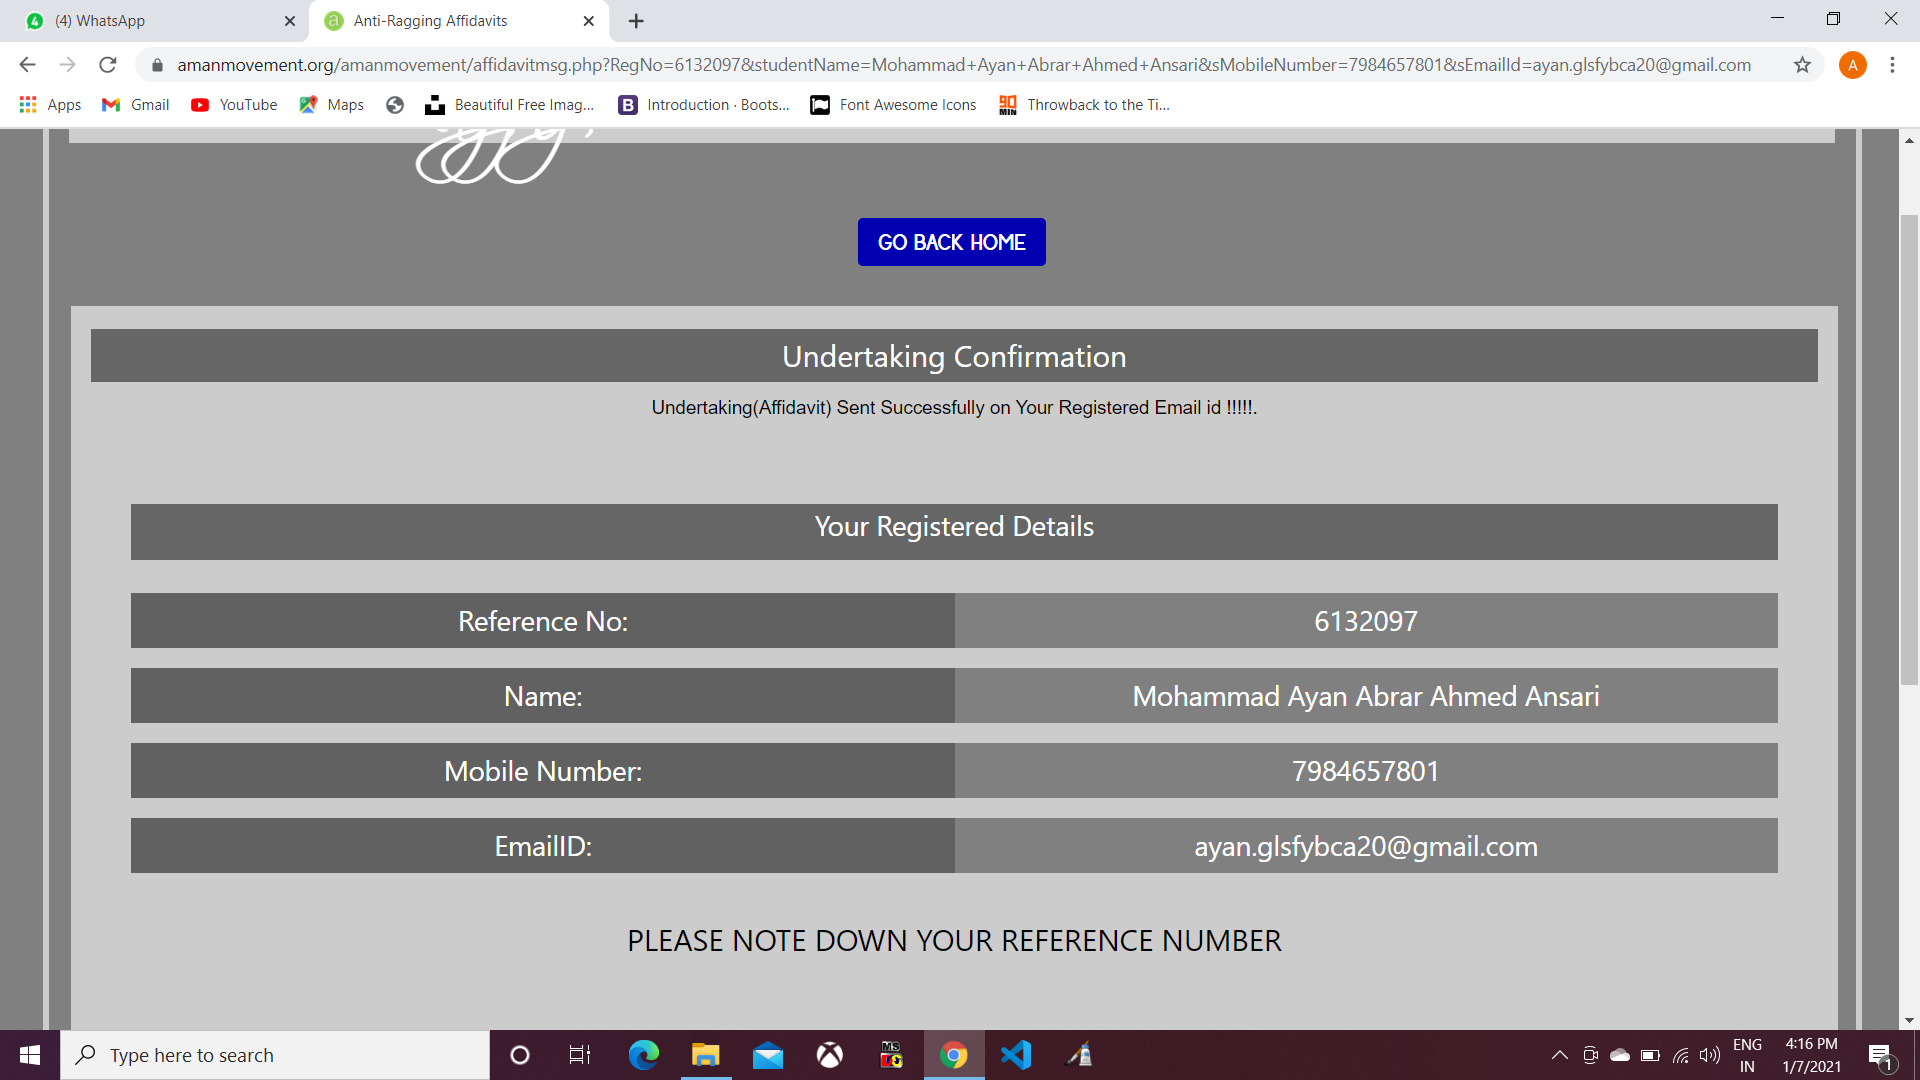 (4) WhatsApp
Anti-Ragging Affidavits
amanmovement.org/amanmovement/affidavitmsg.php?RegNo=6132097&studentName=Mohammad+Ayan+Abrar+Ahmed+Ansari&sMobileNumber=7984657801&sEmailId=ayan.glsfybca20@gmail.com
A
Apps
Gmail
YouTube
Maps
Beautiful Free Imag...
B
Introduction · Boots...
Font Awesome Icons
90 MIN
Throwback to the Ti...
GO BACK HOME
Undertaking Confirmation
Undertaking(Affidavit) Sent Successfully on Your Registered Email id !!!!!.
Your Registered Details
Reference No: 6132097
Name: Mohammad Ayan Abrar Ahmed Ansari
Mobile Number: 7984657801
EmailID: ayan.glsfybca20@gmail.com
PLEASE NOTE DOWN YOUR REFERENCE NUMBER
Type here to search
ENG
IN
4:16 PM
1/7/2021
1